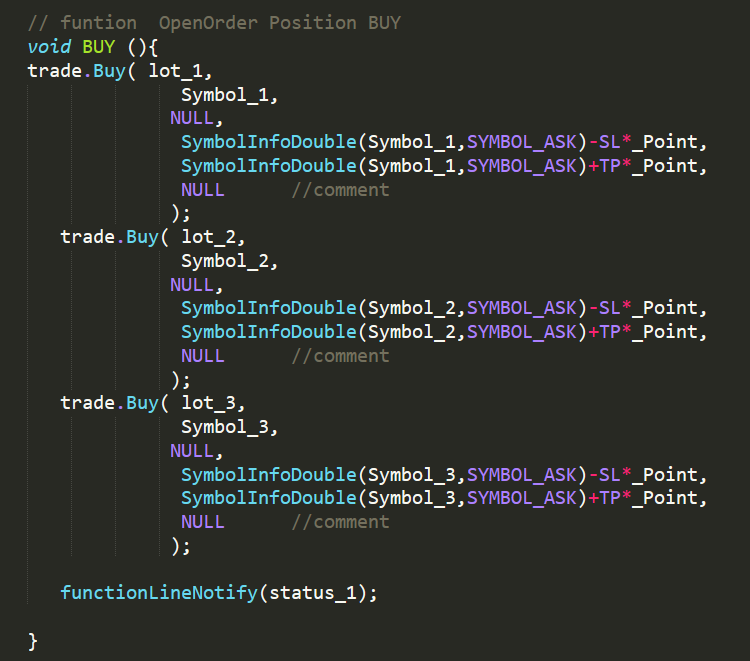 // funtion  OpenOrder Position BUY
void BUY (){
trade.Buy( lot_1,
Symbol_1,
NULL,
SymbolInfoDouble(Symbol_1,SYMBOL_ASK)-SL*_Point,
SymbolInfoDouble(Symbol_1,SYMBOL_ASK)+TP*_Point,
NULL      //comment
);
trade.Buy( lot_2,
Symbol_2,
NULL,
SymbolInfoDouble(Symbol_2,SYMBOL_ASK)-SL*_Point,
SymbolInfoDouble(Symbol_2,SYMBOL_ASK)+TP*_Point,
NULL      //comment
);
trade.Buy( lot_3,
Symbol_3,
NULL,
SymbolInfoDouble(Symbol_3,SYMBOL_ASK)-SL*_Point,
SymbolInfoDouble(Symbol_3,SYMBOL_ASK)+TP*_Point,
NULL      //comment
);
functionLineNotify(status_1);
}